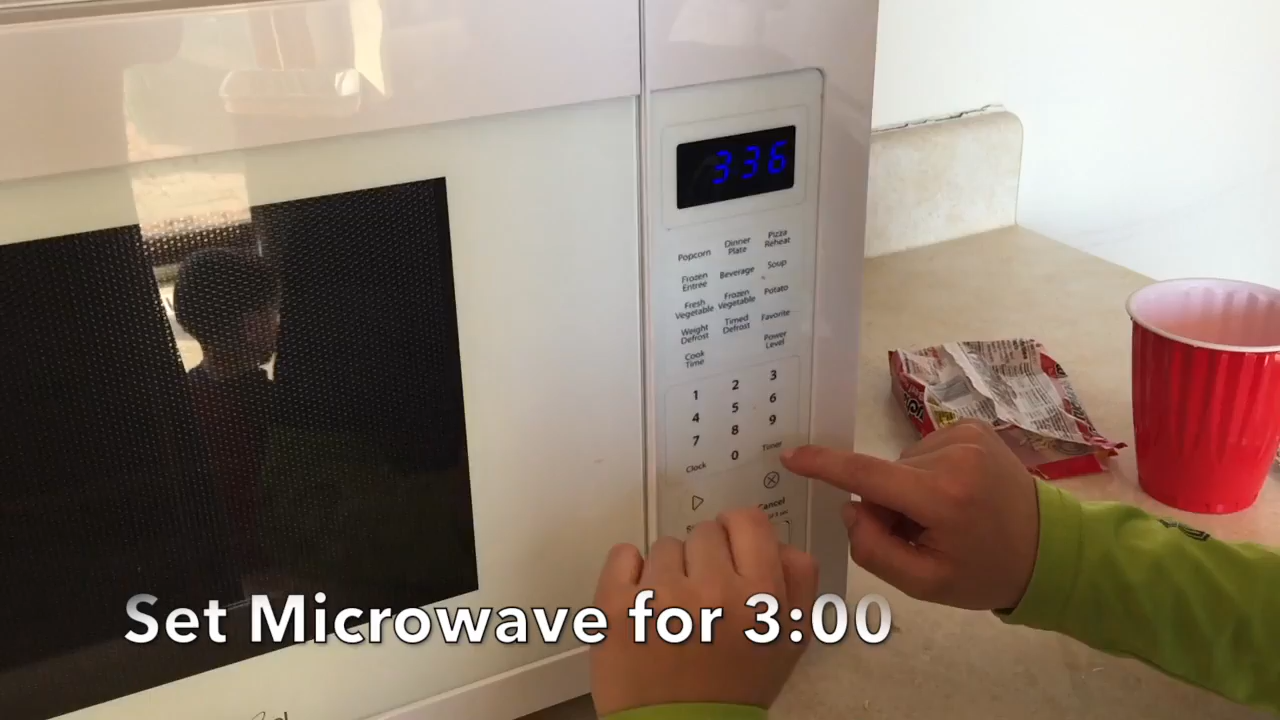 336
Popcorn
Dinner
Plate
Pizza
Reheat
Frozen
Entree
Beverage
Soup
Fresh
Vegetable
Frozen
Vegetable
Potato
Weight
Defrost
Timed
Defrost
Favorite
Cook
Time
Power
Level
1 2 3
4 5 6
7 8 9
Clock 0 Timer
Cancel
Set Microwave for 3:00